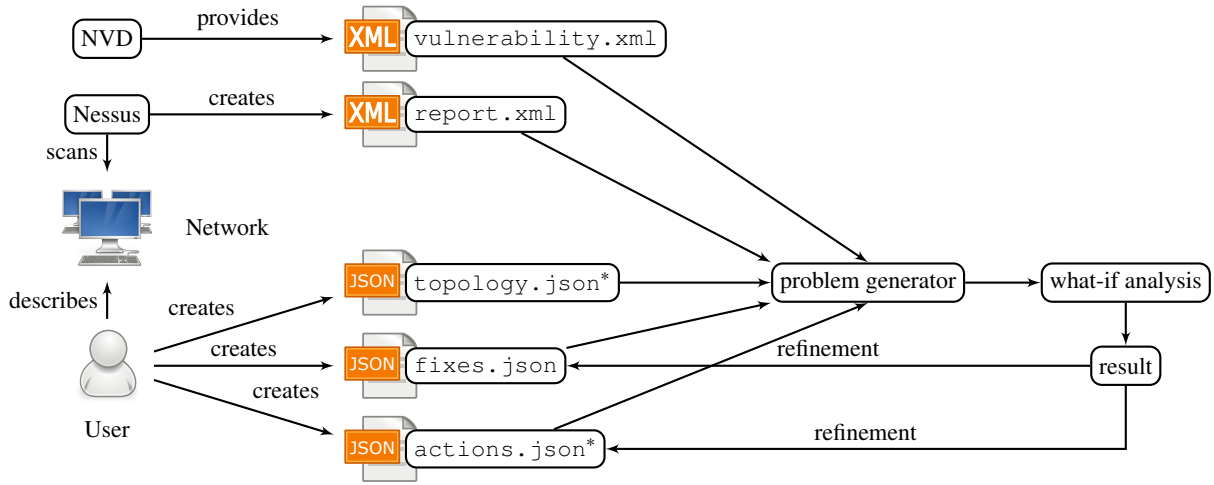 NVD
provides
XML
vulnerability.xml
Nessus
creates
XML
report.xml
scans
Network
JSON
topology.json*
problem generator
what-if analysis
describes
creates
creates
JSON
fixes.json
refinement
result
creates
User
JSON
actions.json*
refinement